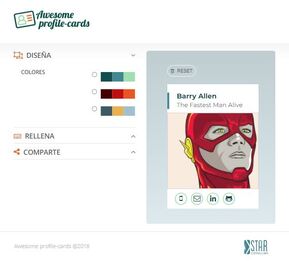 Awesome
profile-cards
DISEÑA
COLORES
RELLENA
COMPARTE
RESET
Barry Allen
The Fastest Man Alive
Awesome profile-cards @2018
STAR